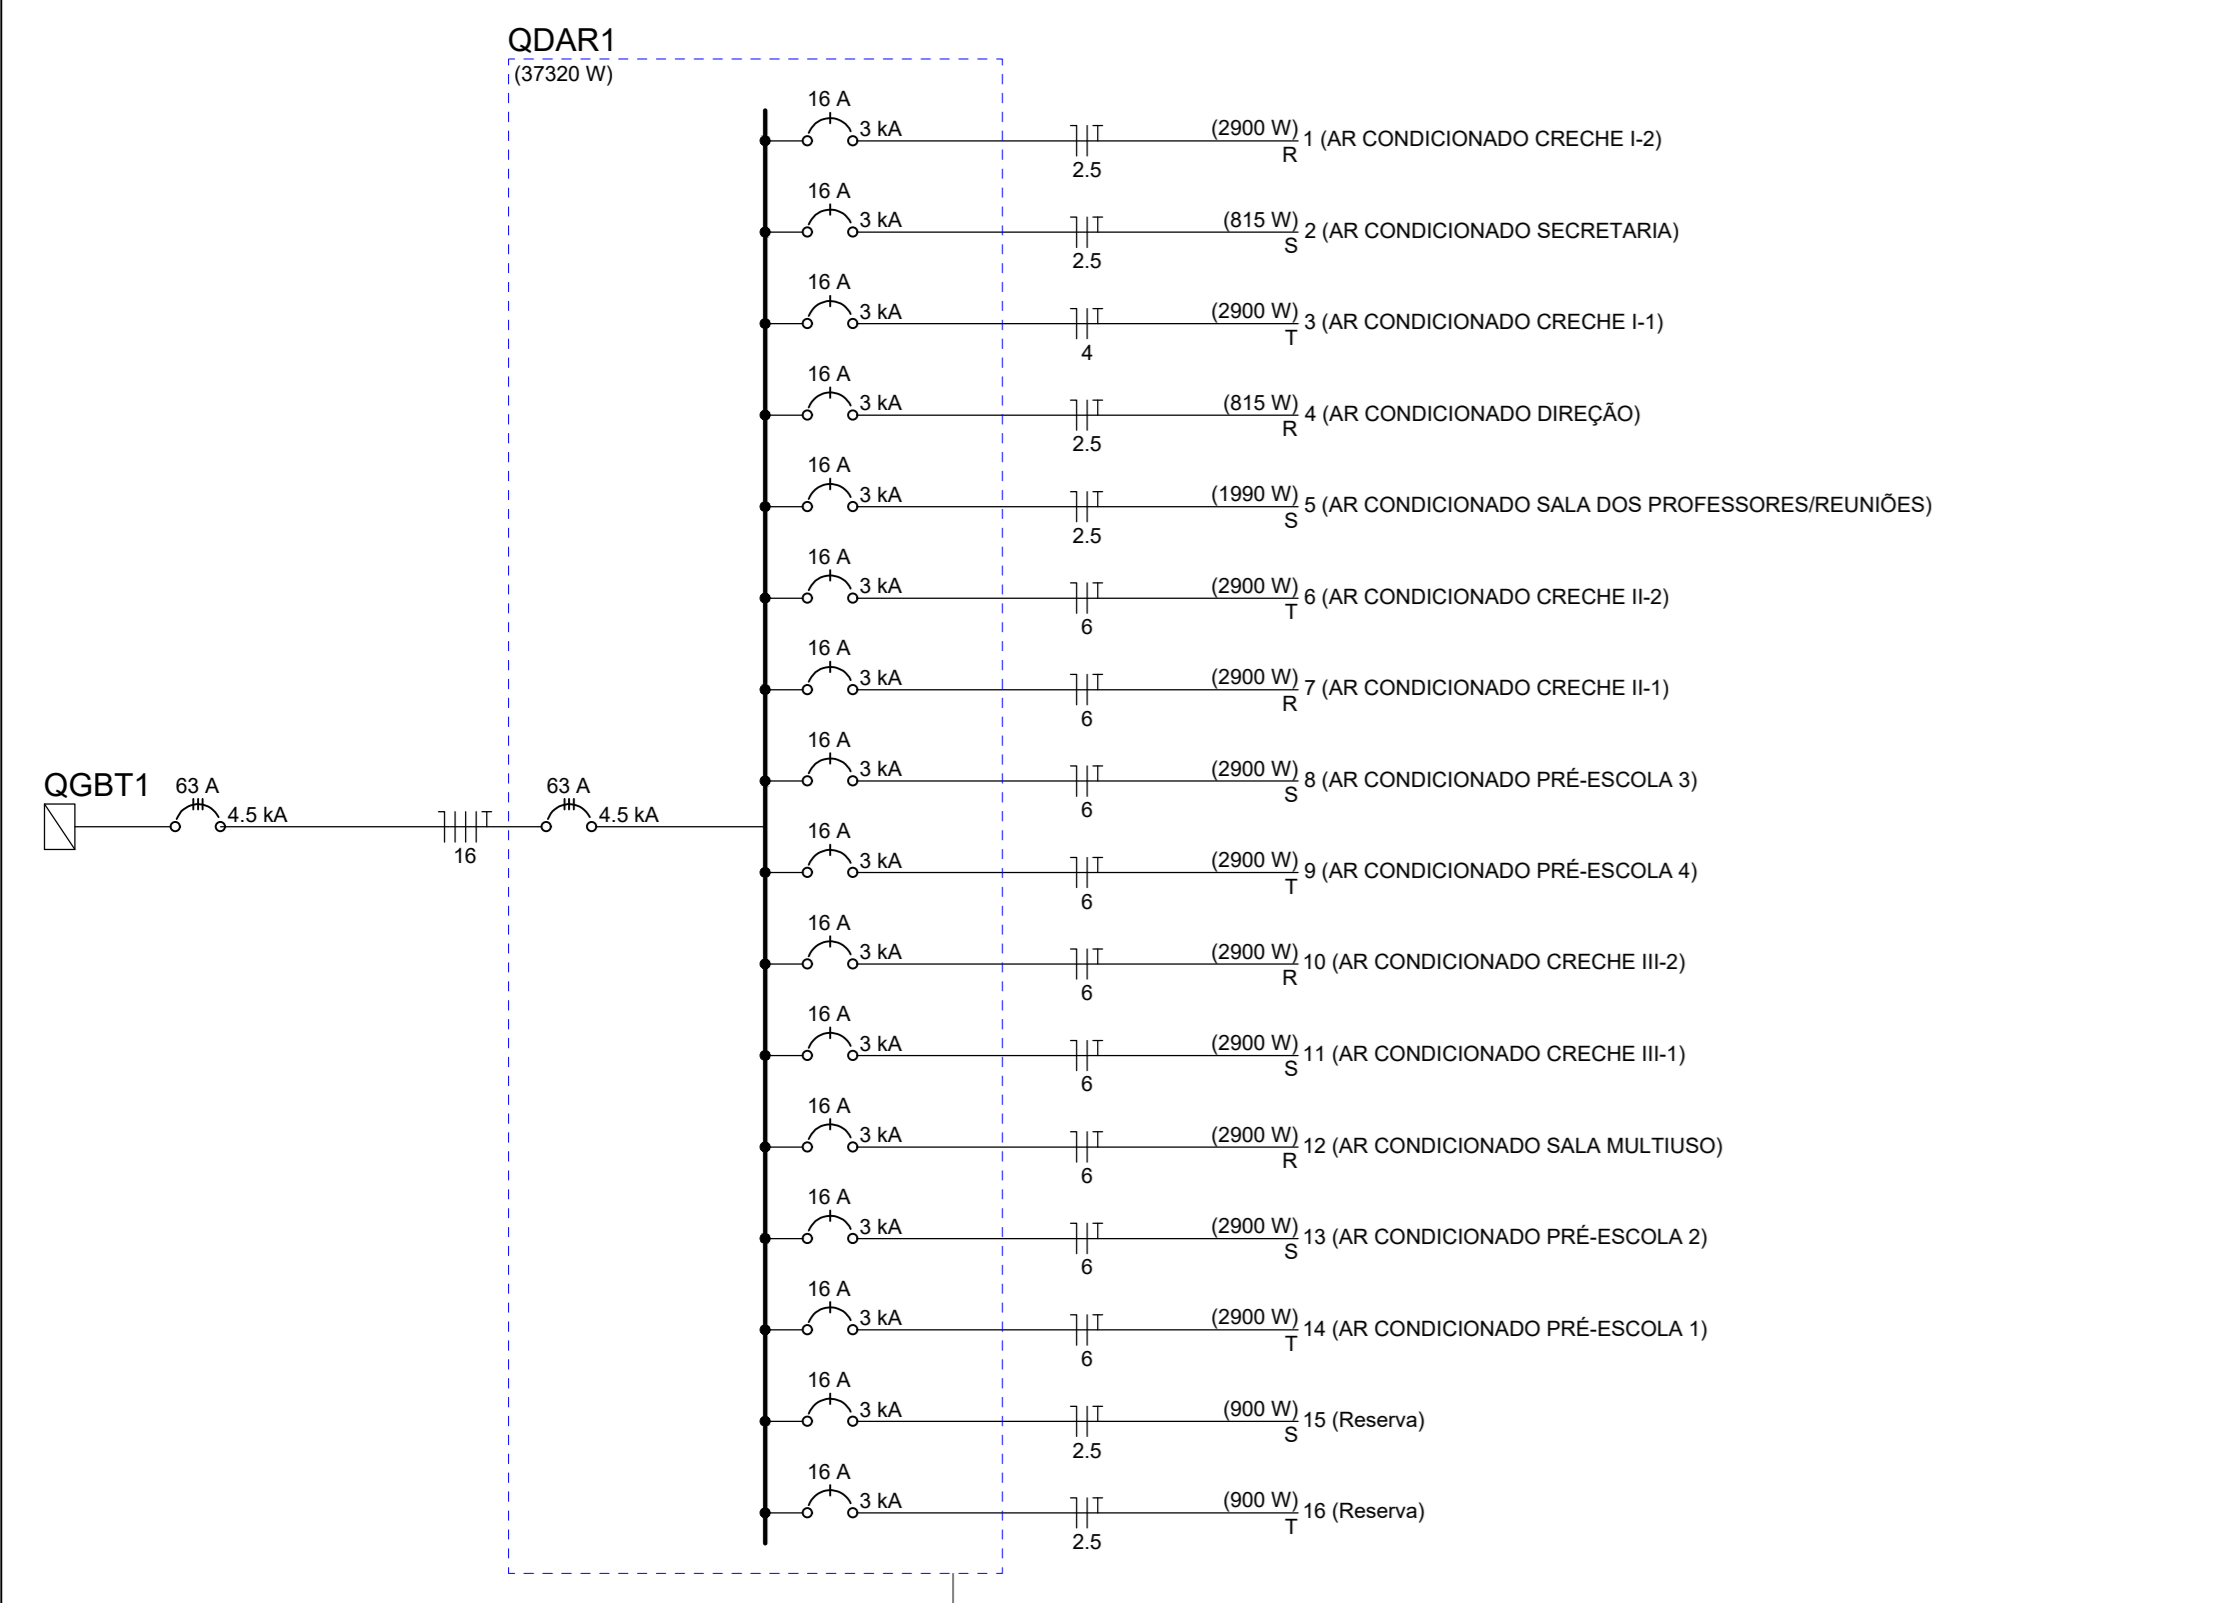 QDAR1
(37320 W)
16 A
3 kA
T
2.5
(2900 W)
R
1 (AR CONDICIONADO CRECHE I-2)
16 A
3 kA
T
2.5
(815 W)
S
2 (AR CONDICIONADO SECRETARIA)
16 A
3 kA
T
4
(2900 W)
T
3 (AR CONDICIONADO CRECHE I-1)
16 A
3 kA
T
2.5
(815 W)
R
4 (AR CONDICIONADO DIREÇÃO)
16 A
3 kA
T
2.5
(1990 W)
S
5 (AR CONDICIONADO SALA DOS PROFESSORES/REUNIÕES)
16 A
3 kA
T
6
(2900 W)
T
6 (AR CONDICIONADO CRECHE II-2)
16 A
3 kA
T
6
(2900 W)
R
7 (AR CONDICIONADO CRECHE II-1)
16 A
3 kA
T
6
(2900 W)
S
8 (AR CONDICIONADO PRÉ-ESCOLA 3)
QGBT1
63 A
4.5 kA
T
16
63 A
4.5 kA
16 A
3 kA
T
6
(2900 W)
T
9 (AR CONDICIONADO PRÉ-ESCOLA 4)
16 A
3 kA
T
6
(2900 W)
R
10 (AR CONDICIONADO CRECHE III-2)
16 A
3 kA
T
6
(2900 W)
S
11 (AR CONDICIONADO CRECHE III-1)
16 A
3 kA
T
6
(2900 W)
R
12 (AR CONDICIONADO SALA MULTIUSO)
16 A
3 kA
T
6
(2900 W)
S
13 (AR CONDICIONADO PRÉ-ESCOLA 2)
16 A
3 kA
T
6
(2900 W)
T
14 (AR CONDICIONADO PRÉ-ESCOLA 1)
16 A
3 kA
T
2.5
(900 W)
S
15 (Reserva)
16 A
3 kA
T
2.5
(900 W)
T
16 (Reserva)